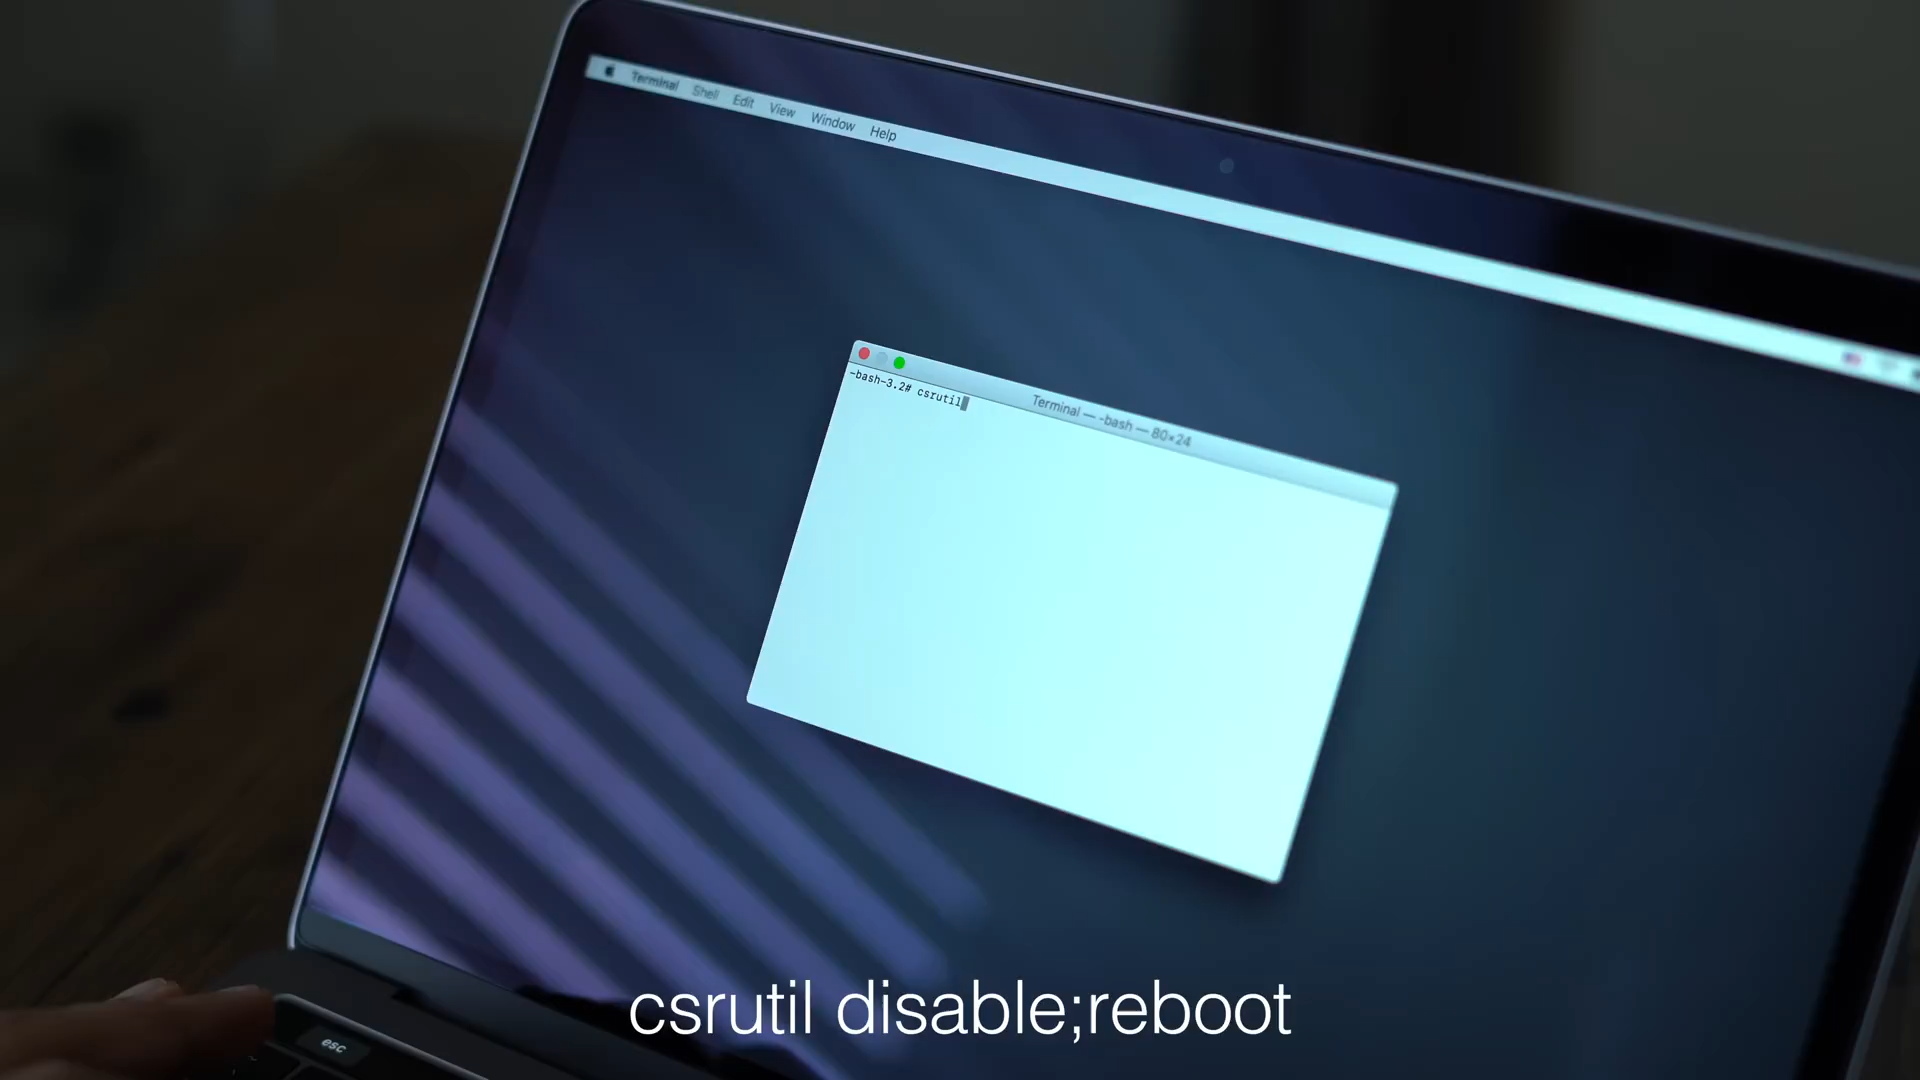 Terminal Shell Edit View Window Help
Terminal — -bash — 80×24
-bash-3.2# csrutil
esc
csrutil disable;reboot